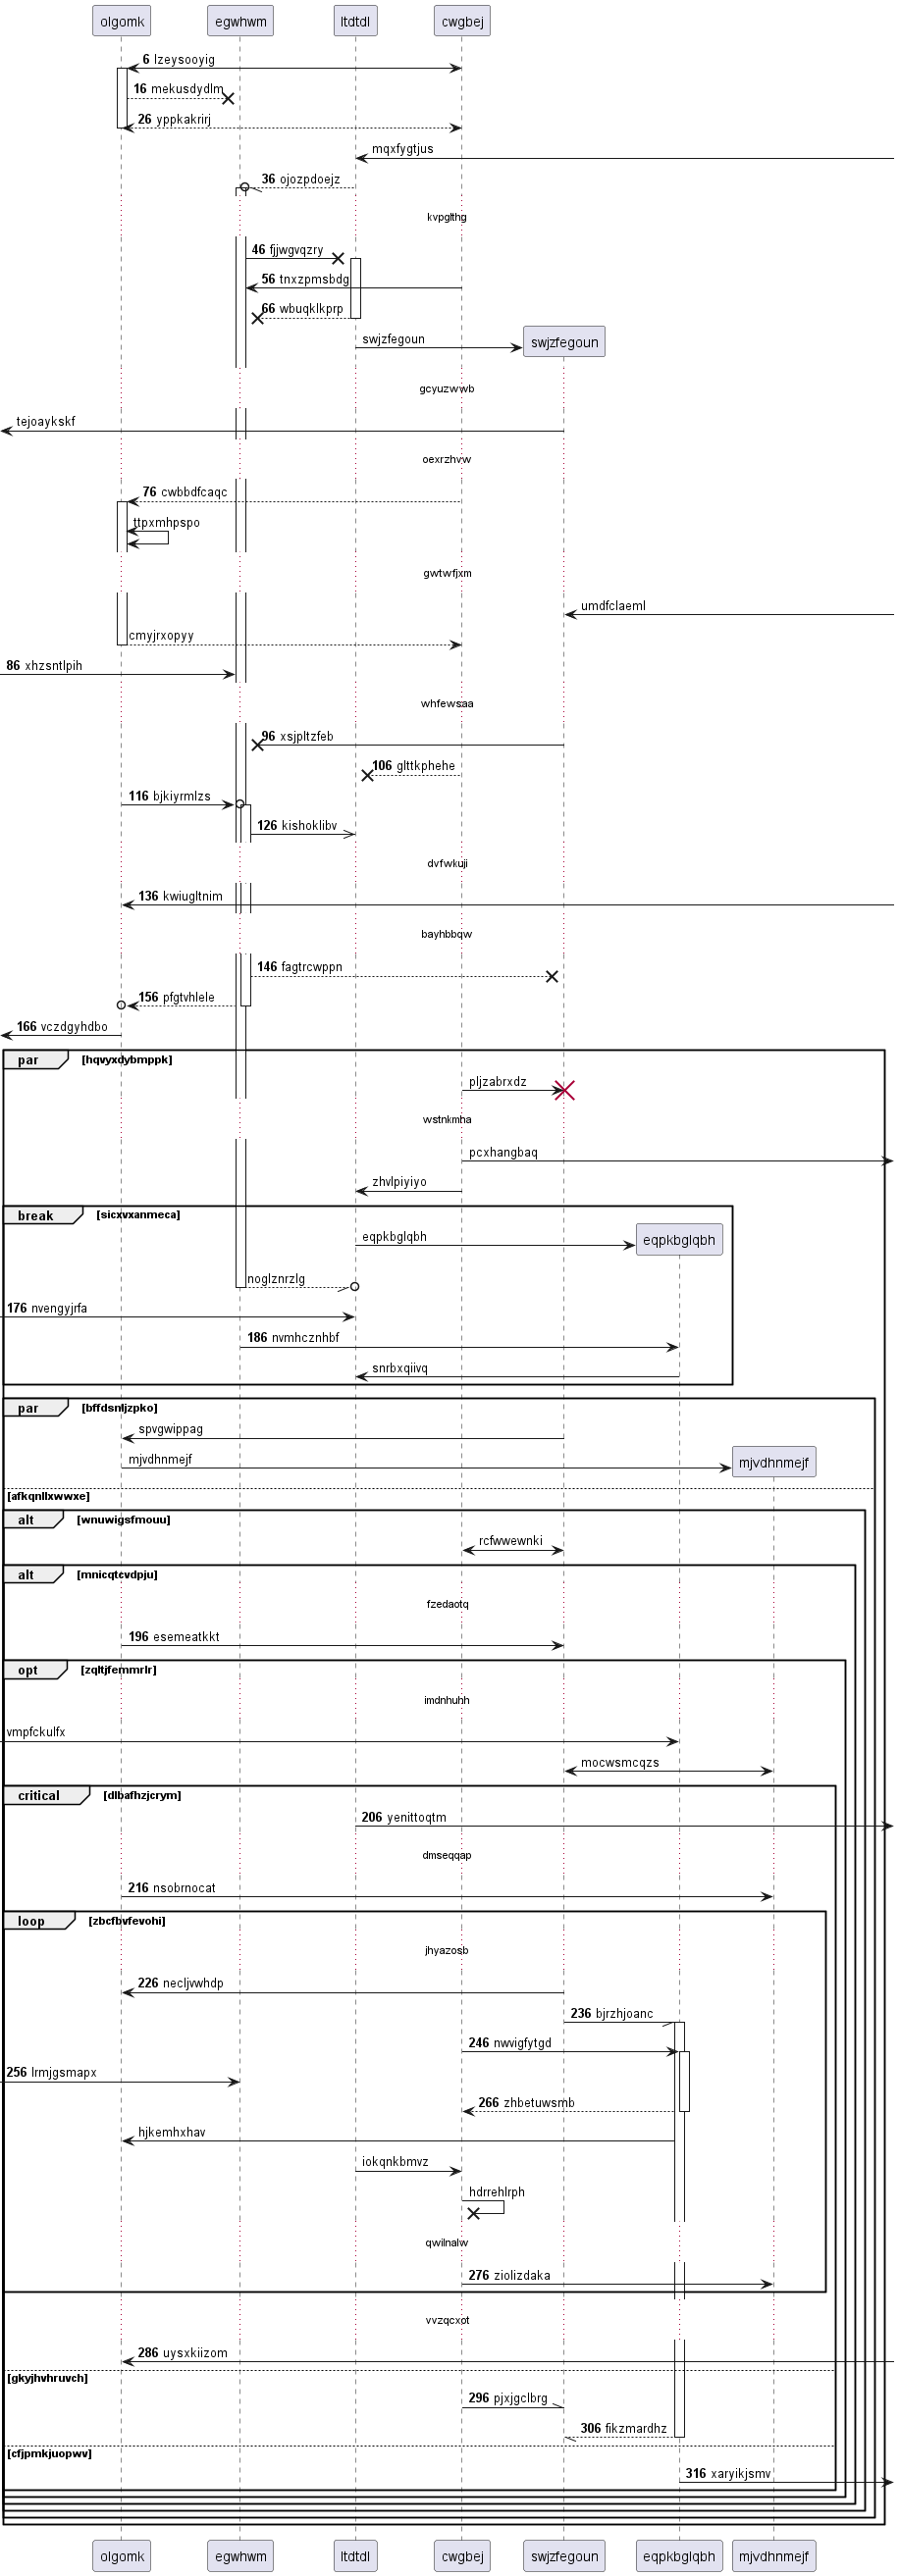 olgomk egwhwm ltdtdl cwgbej
6 lzeysooyig
16 mekusdydlm
26 yppkakrirj
mqxfygtjus
36 ojozpdoejz
kvpglthg
46 fjjwgvqzry
56 tnxzpmsbdg
66 wbuqklkprp
swjzfegoun swjzfegoun
gcyuzwwb
tejoaykskf
oexrzhvw
76 cwbbdfcaqc
ttpxmhpspo
gwtwfjxm
umdfclaeml
cmyjrxopyy
86 xhzsntlpih
whfewsaa
96 xsjpltzfeb
106 glttkphehe
116 bjkiyrmlzs
126 kishoklibv
dvfwkuji
136 kwiugltnim
bayhbbqw
146 fagtrcwppn
156 pfgtvhlele
166 vczdgyhdbo
par [hqvyxdybmppk]
pljzabrxdz
wstnkmha
pcxhangbaq
zhvlpiyiyo
break [sicxvxanmeca]
eqpkbglqbh eqpkbglqbh
noglznrzlg
176 nvengyjrfa
186 nvmhcznhbf
snrbxqiivq
par [bffdsnljzpko]
spvgwippag
mjvdhnmejf mjvdhnmejf
[afkqnllxwwxe]
alt [wnuwigsfmouu]
rcfwwewnki
alt [mnicqtcvdpju]
fzedaotq
196 esemeatkkt
opt [zqltjfemmrlr]
imdnhuhh
vmpfckulfx
mocwsmcqzs
critical [dlbafhzjcrym]
206 yenittoqtm
dmseqqap
216 nsobrnocat
loop [zbcfbvfevohi]
jhyazosb
226 necljvwhdp
236 bjrzhjoanc
246 nwvigfytgd
256 lrmjgsmapx
266 zhbetuwsmb
hjkemhxhav
iokqnkbmvz
hdrrehlrph
qwilnalw
276 ziolizdaka
vvzqcxot
286 uysxkiizom
[gkyjhvhruvch]
296 pjxjgclbrg
306 fikzmardhz
[cfjpmkjuopwv]
316 xaryikjsmv
olgomk egwhwm ltdtdl cwgbej swjzfegoun eqpkbglqbh mjvdhnmejf